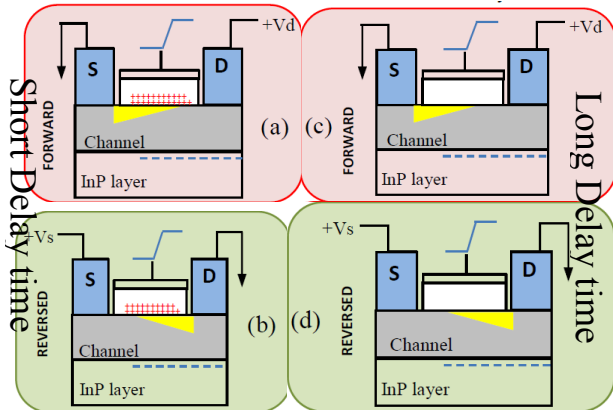 Short Delay time
FORWARD
S
D
+Vd
(a)
Channel
InP layer
(c)
FORWARD
S
D
+Vd
Channel
InP layer
Long Delay time
REVERSED
+Vs
S
D
(b)
Channel
InP layer
(d)
REVERSED
+Vs
S
D
Channel
InP layer